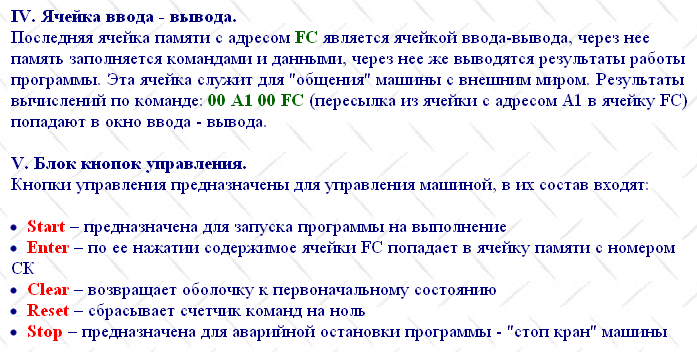 IV. Ячейка ввода - вывода.
Последняя ячейка памяти с адресом FC является ячейкой ввода-вывода, через нее
память заполняется командами и данными, через нее же выводятся результаты работы
программы. Эта ячейка служит для "общения" машины с внешним миром. Результаты
вычислений по команде: 00 A1 00 FC (пересылка из ячейки с адресом A1 в ячейку FC)
попадают в окно ввода - вывода.
V. Блок кнопок управления.
Кнопки управления предназначены для управления машиной, в их состав входят:
• Start – предназначена для запуска программы на выполнение
• Enter – по ее нажатии содержимое ячейки FC попадает в ячейку памяти с номером
СК
• Clear – возвращает оболочку к первоначальному состоянию
• Reset – сбрасывает счетчик команд на ноль
• Stop – предназначена для аварийной остановки программы - "стоп кран" машины